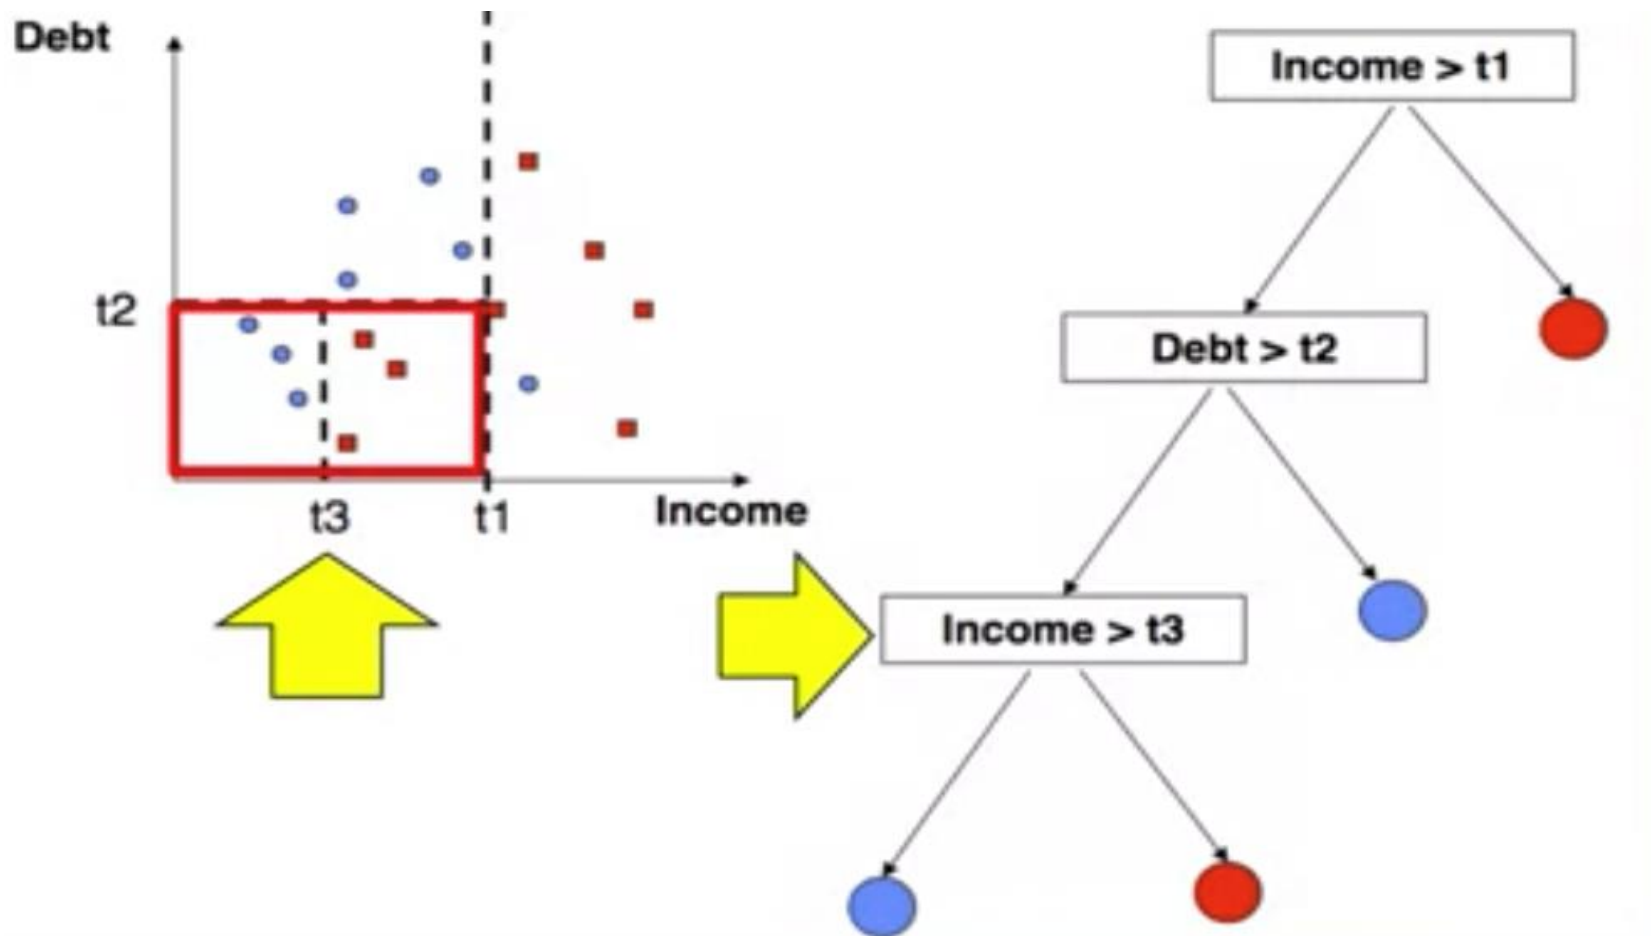 Debt
t2
t3
t1
Income
Income > t1
Debt > t2
Income > t3